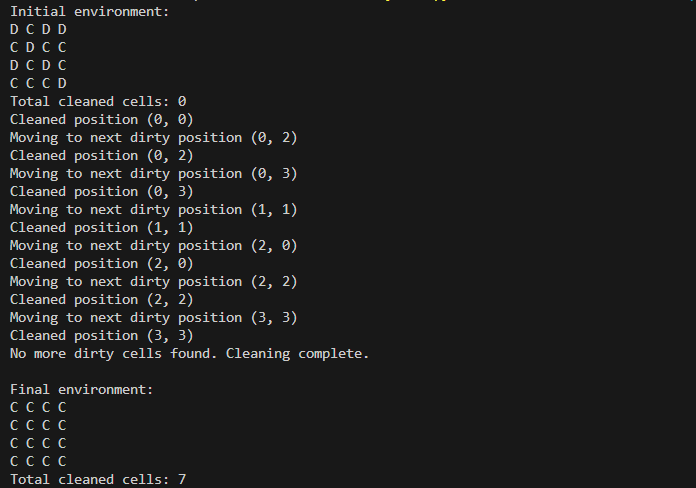 Initial environment:
D C D D
C D C C
D C D C
C C C D
Total cleaned cells: 0
Cleaned position (0, 0)
Moving to next dirty position (0, 2)
Cleaned position (0, 2)
Moving to next dirty position (0, 3)
Cleaned position (0, 3)
Moving to next dirty position (1, 1)
Cleaned position (1, 1)
Moving to next dirty position (2, 0)
Cleaned position (2, 0)
Moving to next dirty position (2, 2)
Cleaned position (2, 2)
Moving to next dirty position (3, 3)
Cleaned position (3, 3)
No more dirty cells found. Cleaning complete.

Final environment:
C C C C
C C C C
C C C C
C C C C
Total cleaned cells: 7